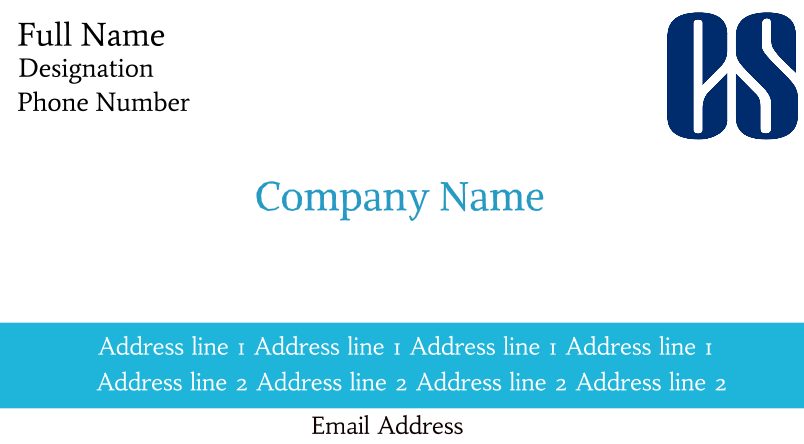 Full Name
Designation
Phone Number
CS
Company Name
Address line 1 Address line 1 Address line 1 Address line 1
Address line 2 Address line 2 Address line 2 Address line 2
Email Address